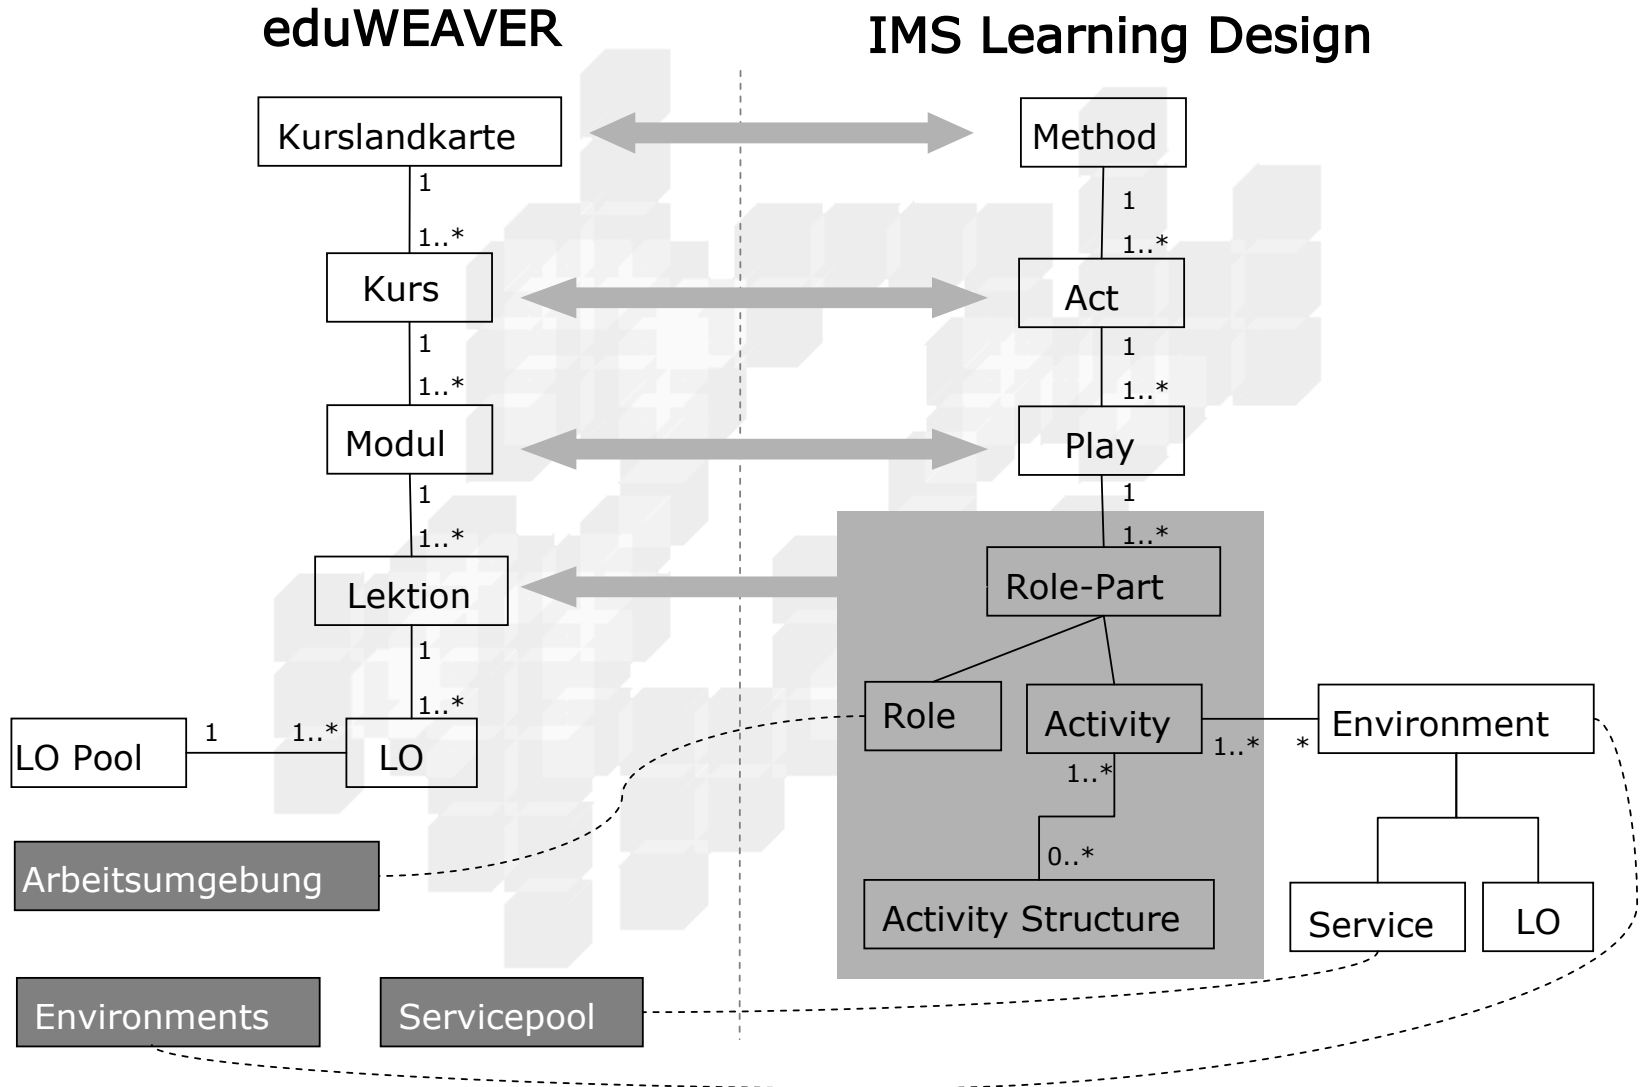 eduWEAVER
IMS Learning Design
Kurslandkarte
Method
1
1
1..*
1..*
Kurs
Act
1
1
1..*
1..*
Modul
Play
1
1
1..*
1..*
Lektion
Role-Part
1
1..*
LO Pool
1
1..*
LO
Role
Activity
1..*
*
Environment
1..*
0..*
Arbeitsumgebung
Activity Structure
Service
LO
Environments
Servicepool